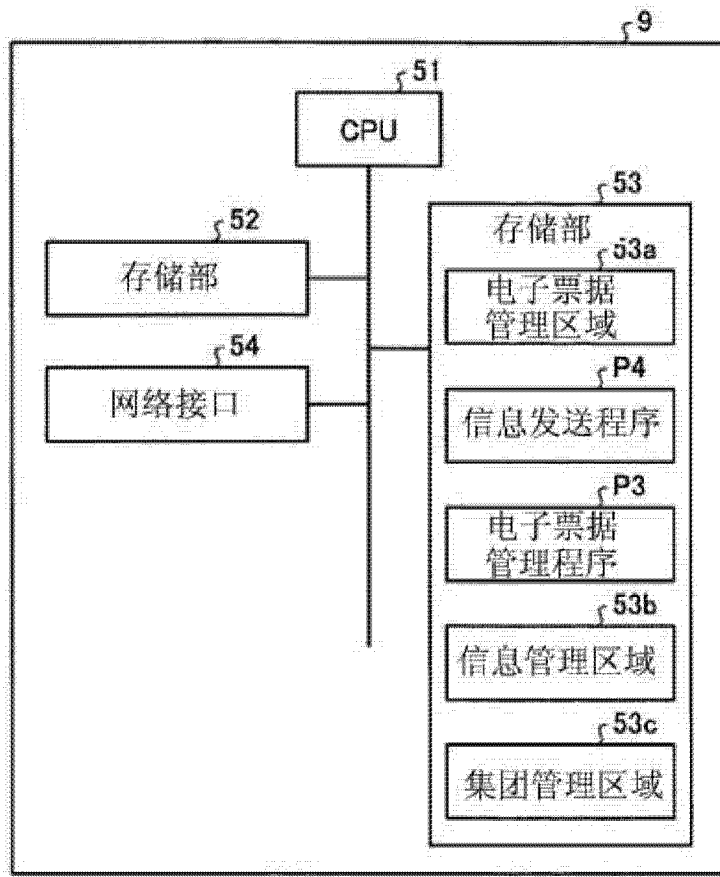 9
51
CPU
52
存储部
54
网络接口
53
存储部
53a
电子票据
管理区域
P4
信息发送程序
P3
电子票据
管理程序
53b
信息管理区域
53c
集团管理区域